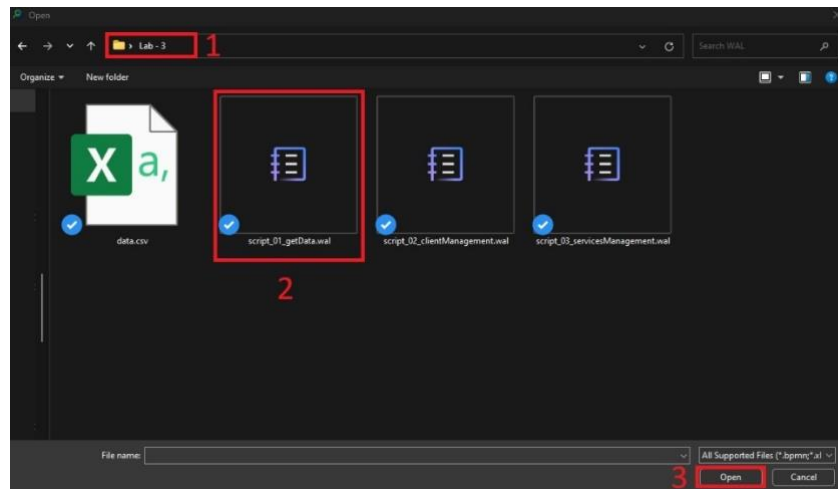 Open
Lab - 3
1
Search WAL
Organize
New folder
X a,
data.csv
script_01_getData.wal
script_02_clientManagement.wal
script_03_servicesManagement.wal
2
File name:
All Supported Files (*.bpmn;*.xl
3
Open
Cancel